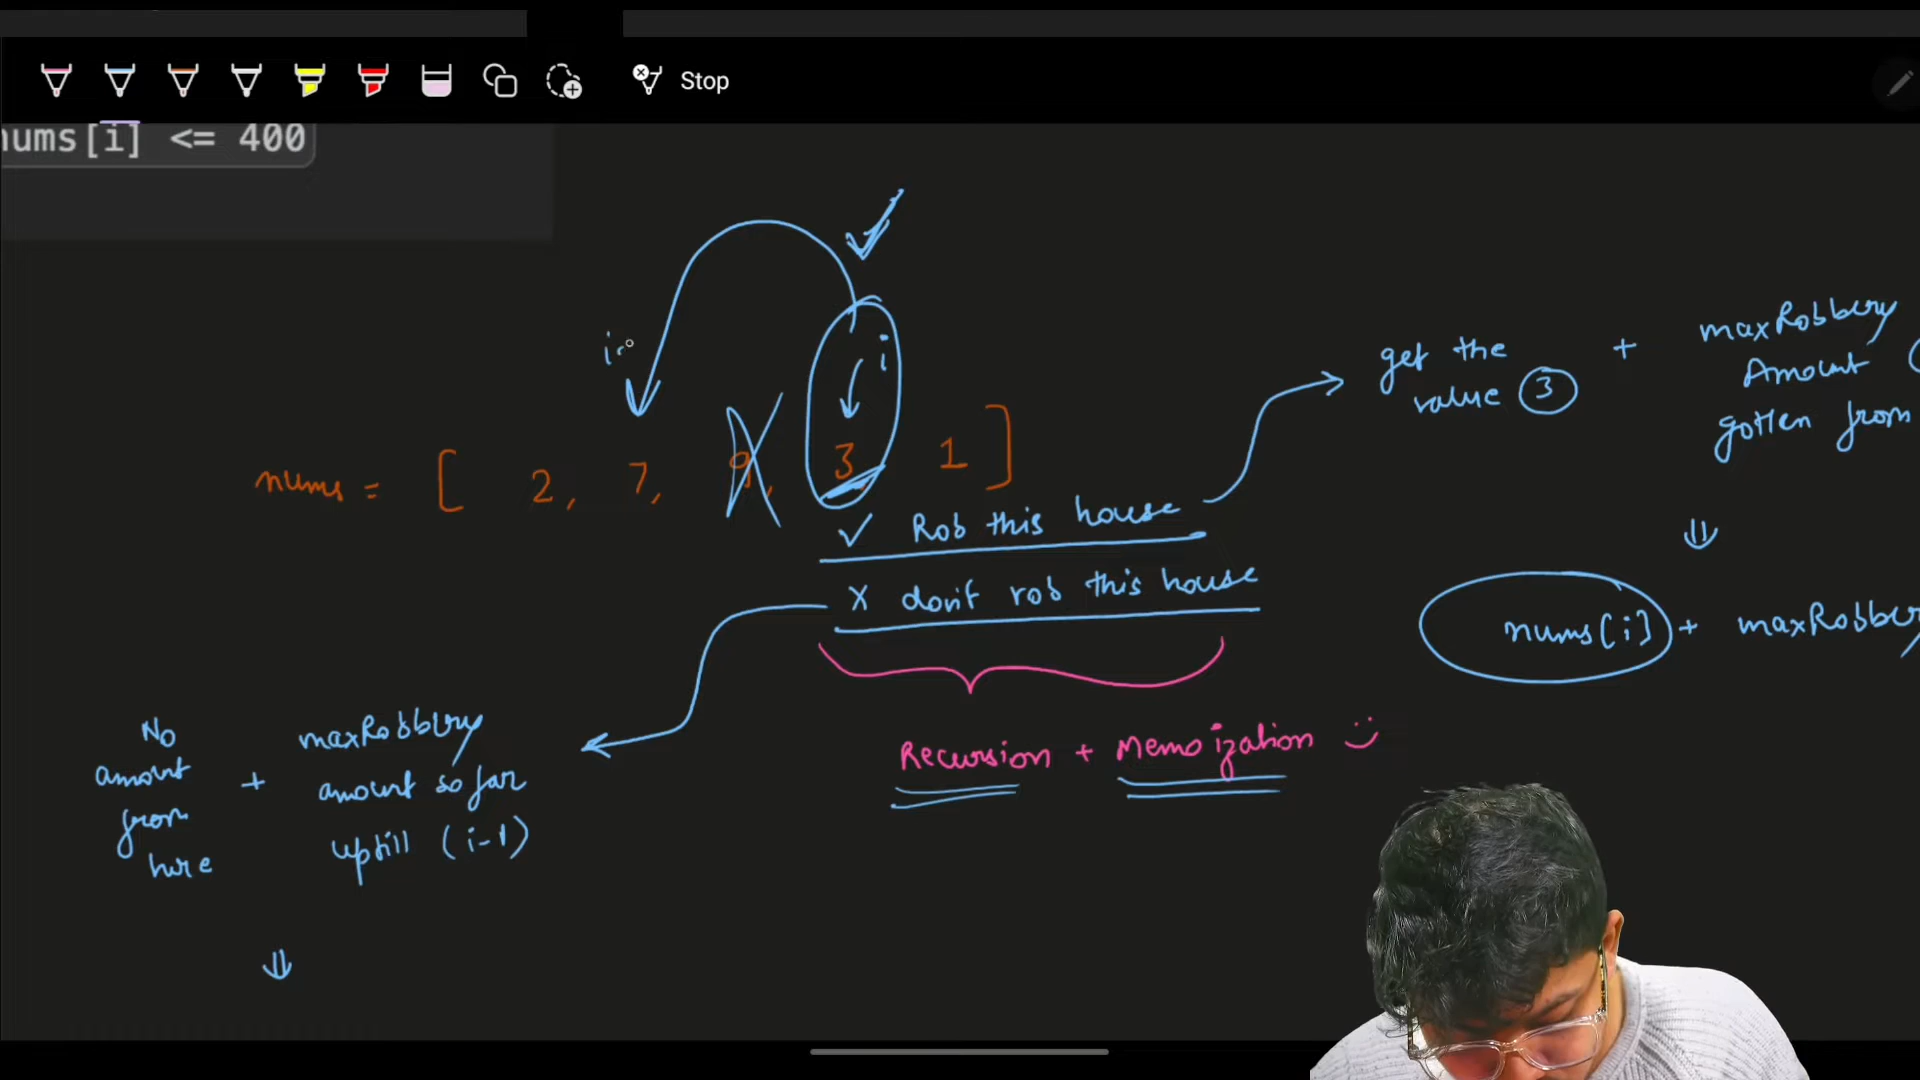 Stop
nums[i] <= 400
i-
i
nums = [ 2, 7, 9, 3, 1 ]
✓ Rob this house
X don't rob this house
get the
value 3
+
maxRobbery
Amount
gotten from
⇓
nums[i] + maxRobber
Recursion + Memoization :)
No
amount
from
here
+
maxRobbery
amount so far
uptill (i-1)
⇓